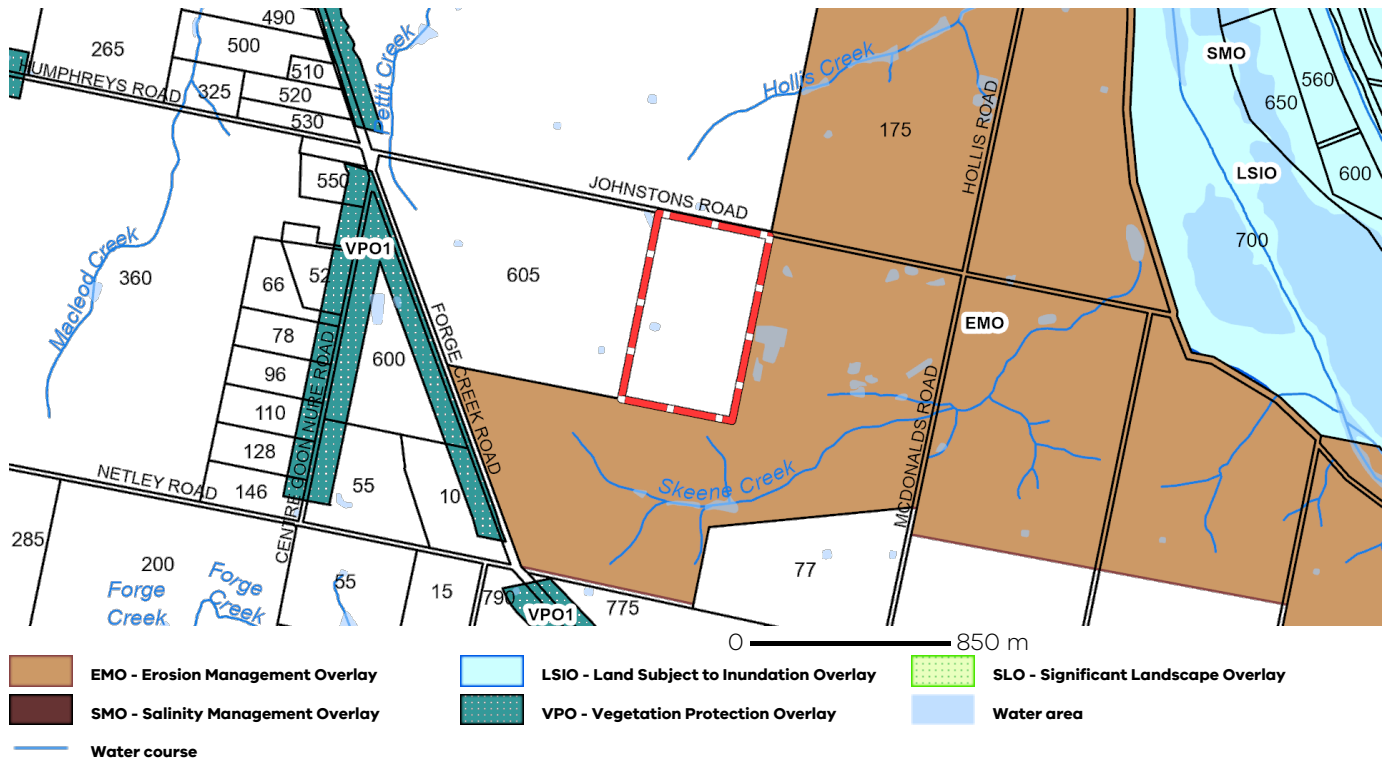 490
265
500
510
HUMPHREYS ROAD
325
520
530
Pettit Creek
Hollis Creek
175
HOLLIS ROAD
SMO
560
650
600
LSIO
700
550
JOHNSTONS ROAD
VPO1
Macleod Creek
360
66
52
605
78
600
EMO
96
110
128
146
FORGE CREEK ROAD
CENTRE GOON NURE ROAD
MCDONALDS ROAD
NETLEY ROAD
55
10
Skeene Creek
285
200
Forge
Creek
Forge
Creek
55
15
790
VPO1
775
77
0 850 m
EMO - Erosion Management Overlay
LSIO - Land Subject to Inundation Overlay
SLO - Significant Landscape Overlay
SMO - Salinity Management Overlay
VPO - Vegetation Protection Overlay
Water area
Water course